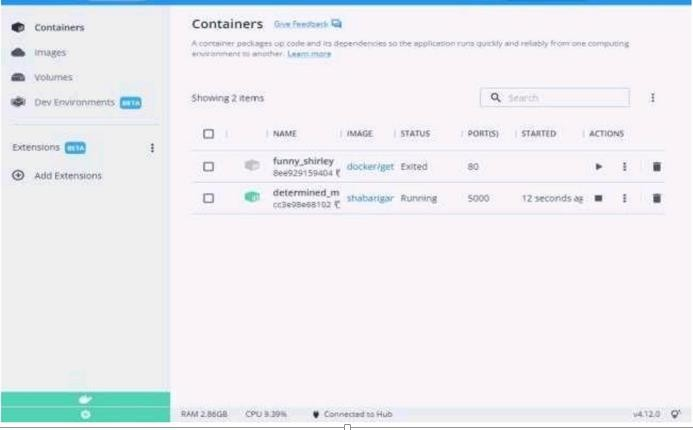 Containers
Images
Volumes
Dev Environments BETA
Extensions BETA
Add Extensions
Containers Give Feedback
A container packages up code and its dependencies so the application runs quickly and reliably from one computing
environment to another. Learn more
Showing 2 items
Search
NAME IMAGE STATUS PORT(S) STARTED ACTIONS
funny_shirley docker/get Exited 80
8ee929159404
determined_m shabarigar Running 5000 12 seconds ag
cc3e98e68102
RAM 2.86GB CPU 9.39% Connected to Hub v4.12.0